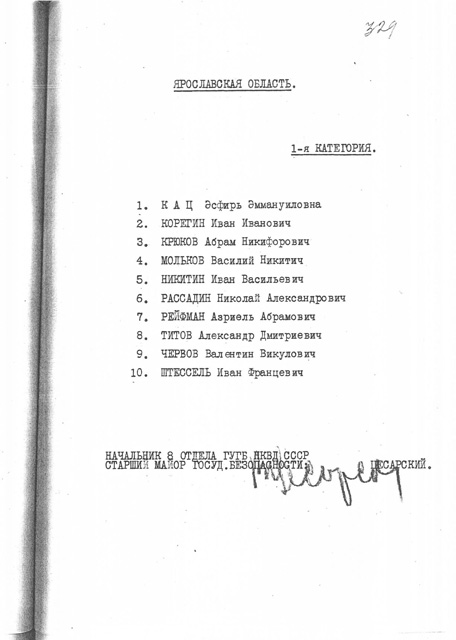 329
ЯРОСЛАВСКАЯ ОБЛАСТЬ.
1-я КАТЕГОРИЯ.
1. К А Ц Эсфирь Эммануиловна
2. КОРЕГИН Иван Иванович
3. КРЮКОВ Абрам Никифорович
4. МОЛЬКОВ Василий Никитич
5. НИКИТИН Иван Васильевич
6. РАССАДИН Николай Александрович
7. РЕЙФМАН Азриель Абрамович
8. ТИТОВ Александр Дмитриевич
9. ЧЕРВОВ Валентин Викулович
10. ШТЕССЕЛЬ Иван Францевич
НАЧАЛЬНИК 8 ОТДЕЛА ГУГБ НКВД СССР
СТАРШИЙ МАЙОР ГОСУД.БЕЗОПАСНОСТИ: ЦЕСАРСКИЙ.